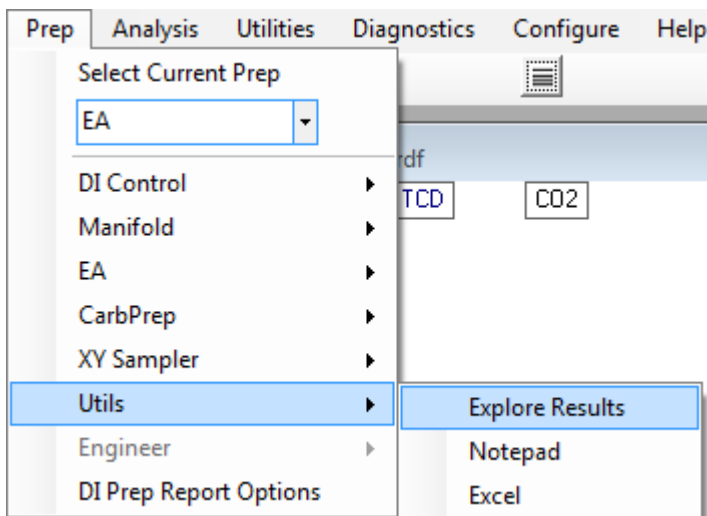 Prep Analysis Utilities Diagnostics Configure Help
Select Current Prep
EA
rdf
TCD CO2
DI Control
Manifold
EA
CarbPrep
XY Sampler
Utils
Explore Results
Engineer
Notepad
DI Prep Report Options
Excel